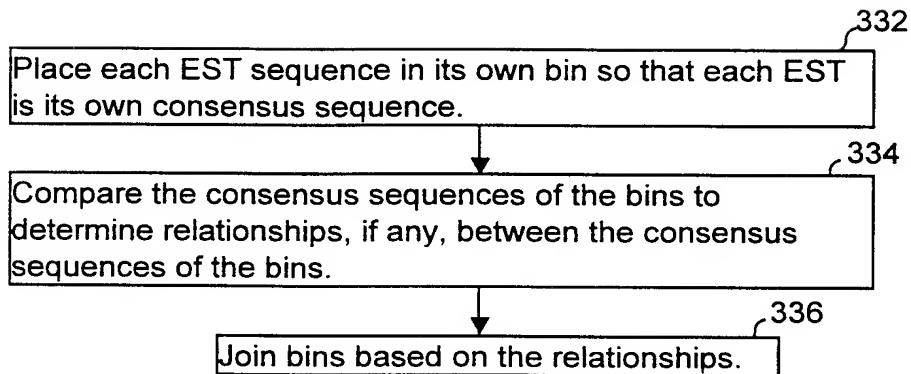 332
Place each EST sequence in its own bin so that each EST
is its own consensus sequence.
334
Compare the consensus sequences of the bins to
determine relationships, if any, between the consensus
sequences of the bins.
336
Join bins based on the relationships.